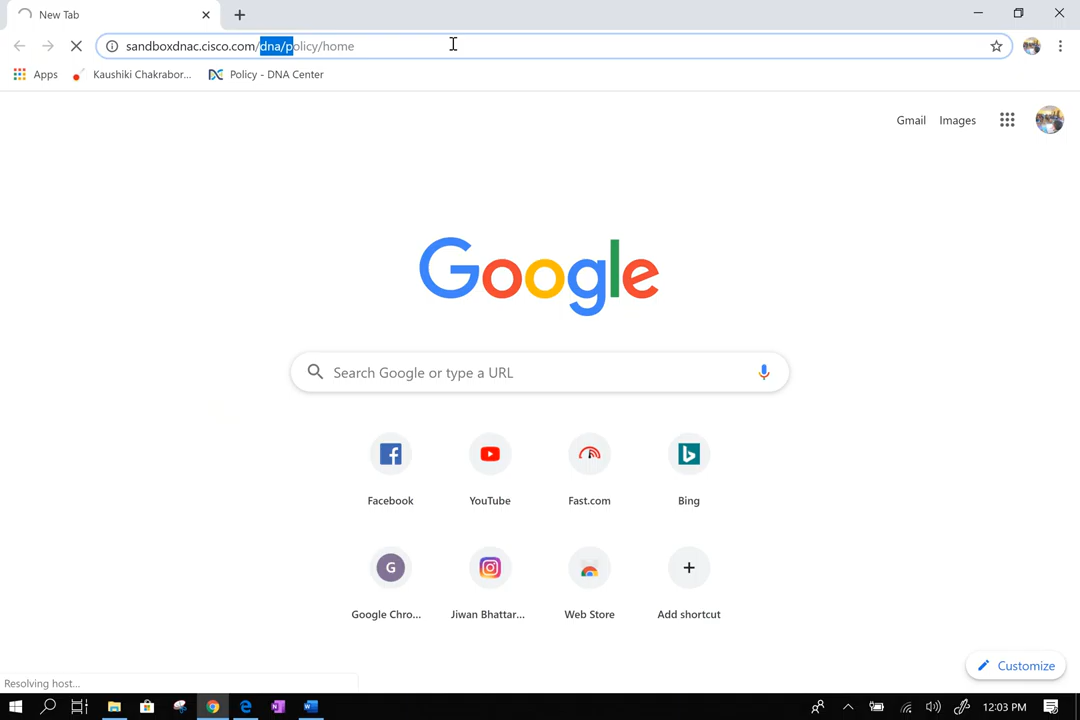 New Tab
sandboxdnac.cisco.com/dna/policy/home
Apps Kaushiki Chakrabor... Policy - DNA Center
Gmail Images
Google
Search Google or type a URL
Facebook YouTube Fast.com Bing
G
Google Chro... Jiwan Bhattar... Web Store Add shortcut
Customize
Resolving host...
12:03 PM